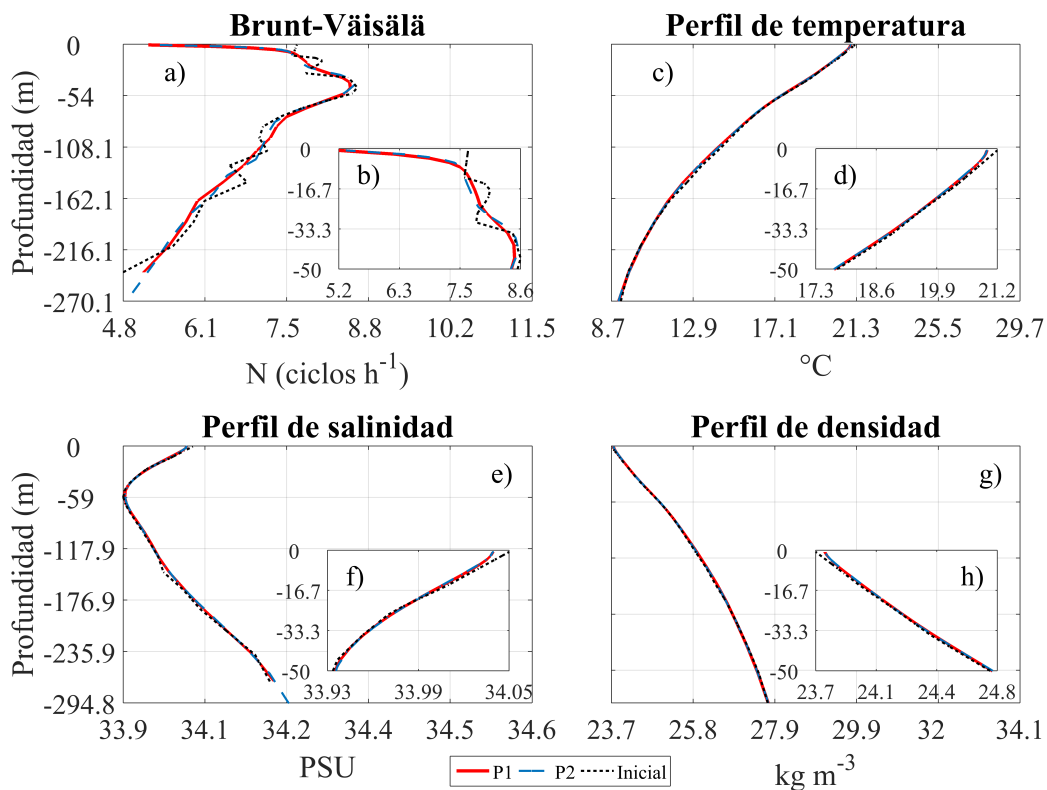 Brunt-Väisälä
Perfil de temperatura
0
-54
-108.1
-162.1
-216.1
-270.1
Profundidad (m)
a)
b)
0
-16.7
-33.3
-50
5.2 6.3 7.5 8.6
4.8 6.1 7.5 8.8 10.2 11.5
N (ciclos h-1)
c)
d)
0
-16.7
-33.3
-50
17.3 18.6 19.9 21.2
8.7 12.9 17.1 21.3 25.5 29.7
°C
Perfil de salinidad
Perfil de densidad
0
-59
-117.9
-176.9
-235.9
-294.8
Profundidad (m)
e)
f)
0
-16.7
-33.3
-50
33.93 33.99 34.05
33.9 34.1 34.2 34.3 34.5 34.6
PSU
g)
h)
0
-16.7
-33.3
-50
23.7 24.1 24.4 24.8
23.7 25.8 27.9 29.9 32 34.1
kg m-3
P1 P2 Inicial